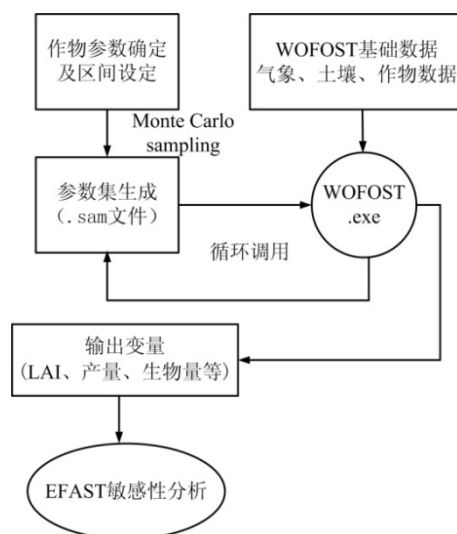 作物参数确定
及区间设定
WOFOST基础数据
气象、土壤、作物数据
Monte Carlo
sampling
参数集生成
(.sam文件)
WOFOST
.exe
循环调用
输出变量
(LAI、产量、生物量等)
EFAST敏感性分析